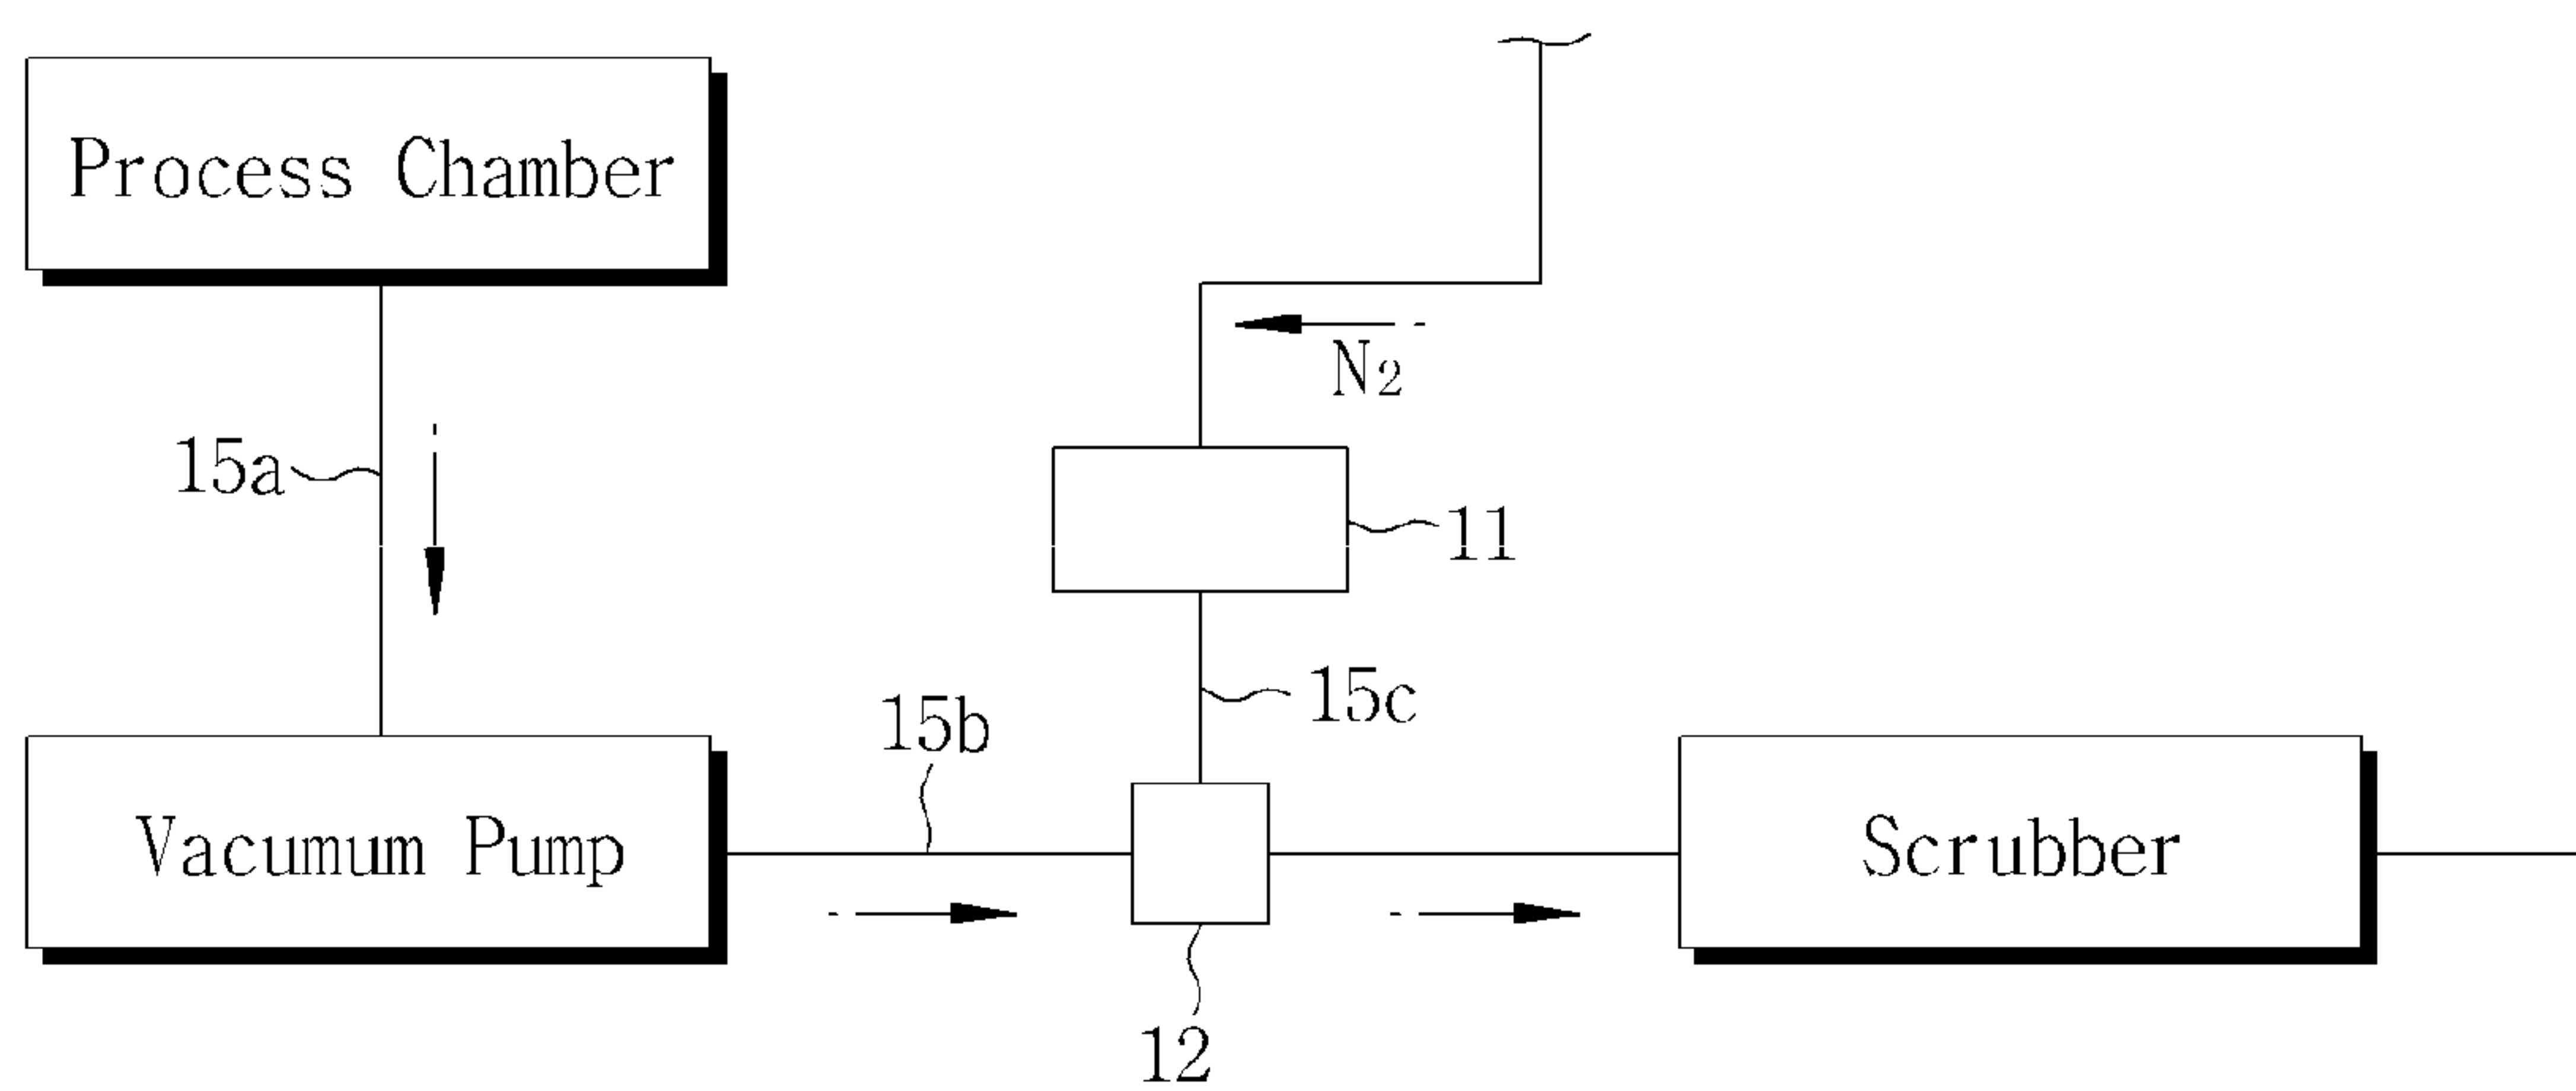 Process Chamber
N2
15a
11
15c
15b
Vacumum Pump
Scrubber
12